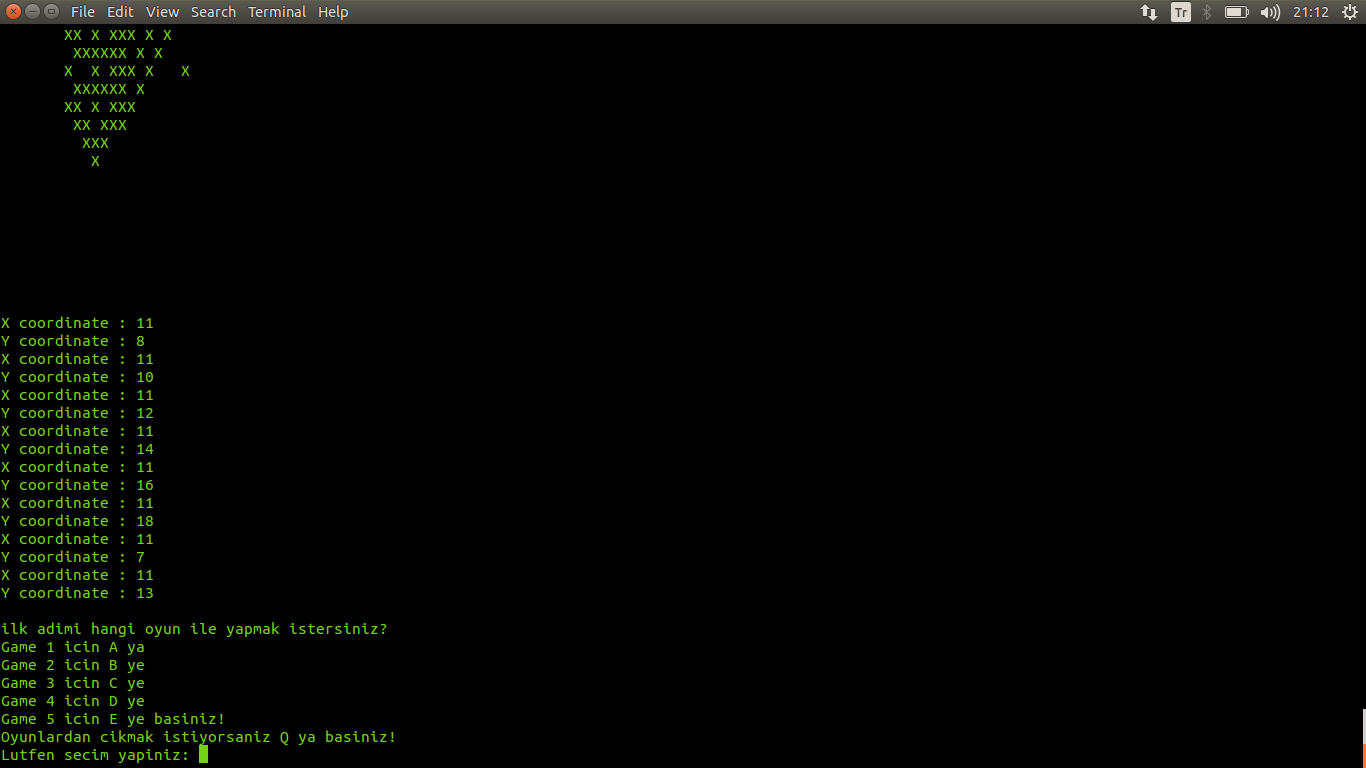 File Edit View Search Terminal Help Tr 21:12
XX X XXX X X
XXXXXX X X
X  X XXX X   X
XXXXXX X
XX X XXX
XX XXX
XXX
X
X coordinate : 11
Y coordinate : 8
X coordinate : 11
Y coordinate : 10
X coordinate : 11
Y coordinate : 12
X coordinate : 11
Y coordinate : 14
X coordinate : 11
Y coordinate : 16
X coordinate : 11
Y coordinate : 18
X coordinate : 11
Y coordinate : 7
X coordinate : 11
Y coordinate : 13
ilk adimi hangi oyun ile yapmak istersiniz?
Game 1 icin A ya
Game 2 icin B ye
Game 3 icin C ye
Game 4 icin D ye
Game 5 icin E ye basiniz!
Oyunlardan cikmak istiyorsaniz Q ya basiniz!
Lutfen secim yapiniz: